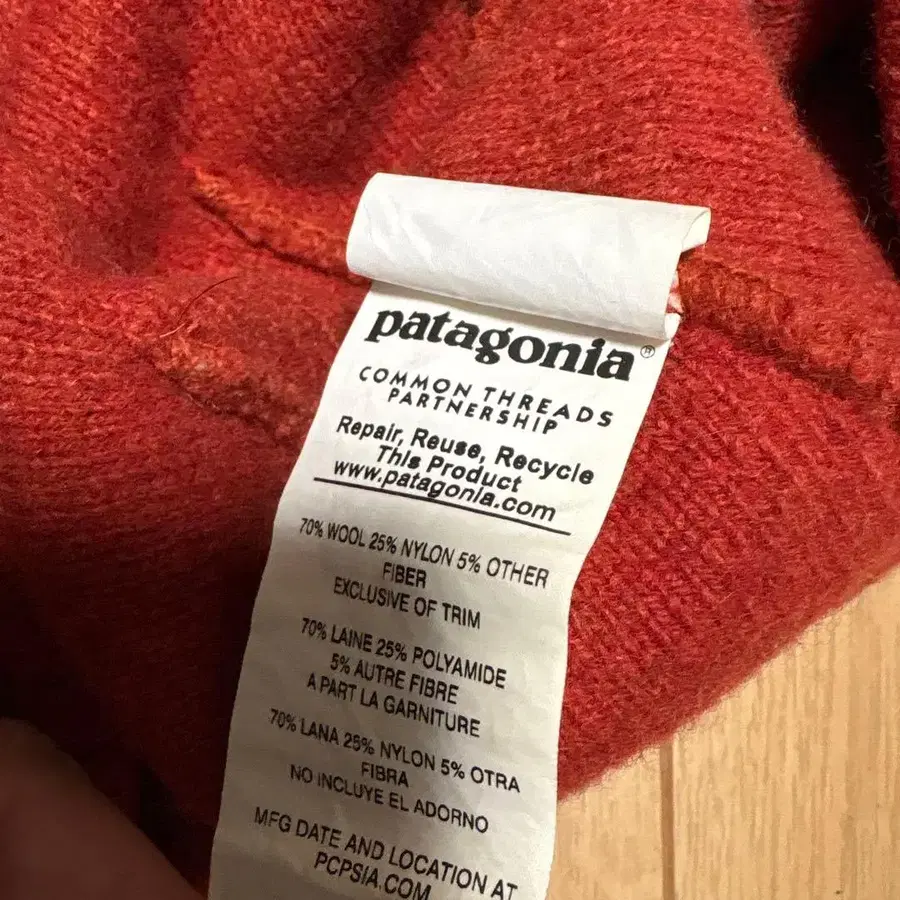 patagonia®
COMMON THREADS
PARTNERSHIP
Repair, Reuse, Recycle
This Product
www.patagonia.com
70% WOOL 25% NYLON 5% OTHER
FIBER
EXCLUSIVE OF TRIM
70% LAINE 25% POLYAMIDE
5% AUTRE FIBRE
A PART LA GARNITURE
70% LANA 25% NYLON 5% OTRA
FIBRA
NO INCLUYE EL ADORNO
MFG DATE AND LOCATION AT
PCPSIA.COM